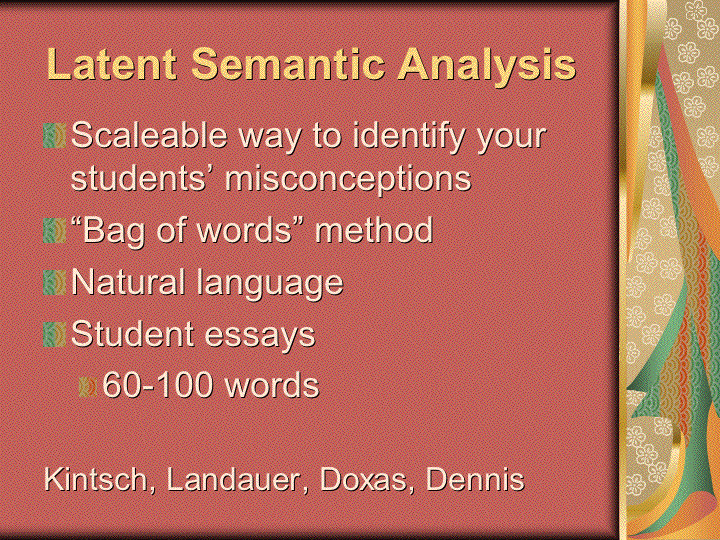 Latent Semantic Analysis
Scaleable way to identify your
students’ misconceptions
“Bag of words” method
Natural language
Student essays
60-100 words
Kintsch, Landauer, Doxas, Dennis